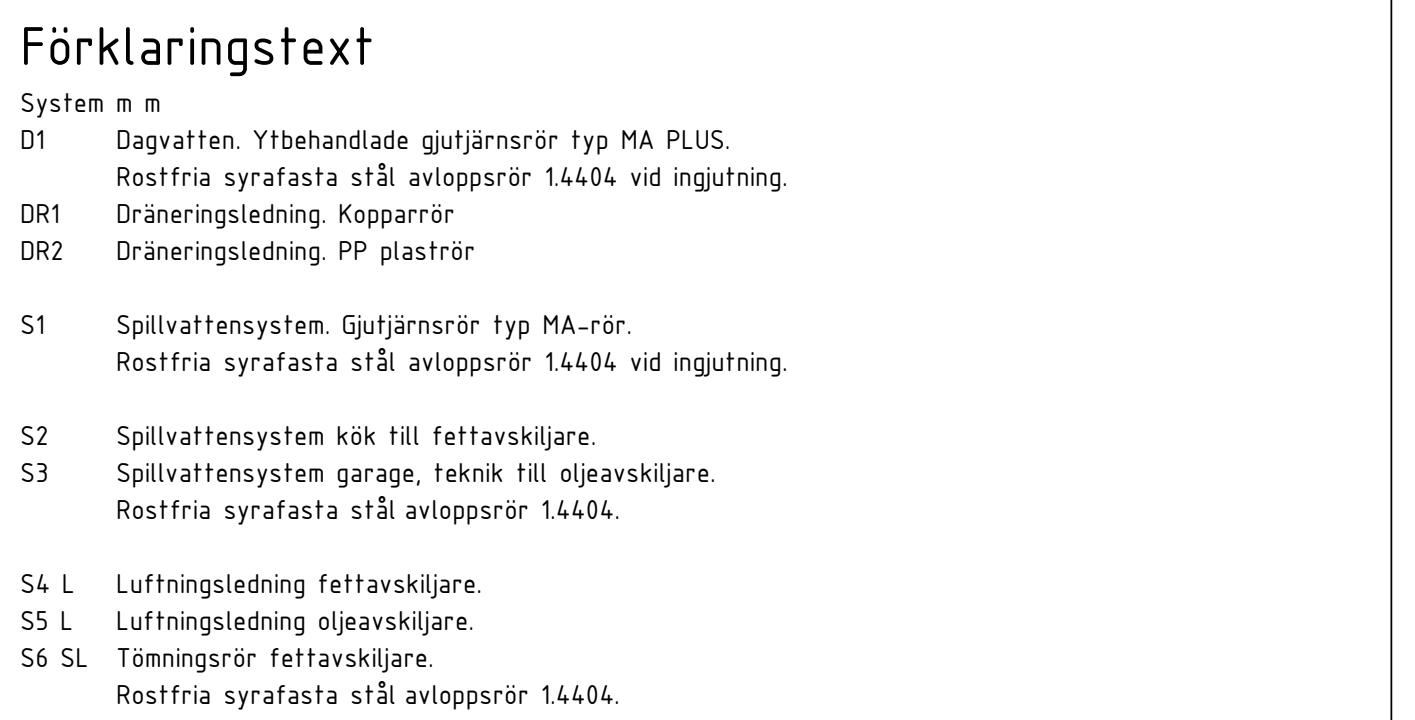 Förklaringstext
System m m
D1 Dagvatten. Ytbehandlade gjutjärnsrör typ MA PLUS.
Rostfria syrafasta stål avloppsrör 1.4404 vid ingjutning.
DR1 Dräneringsledning. Kopparrör
DR2 Dräneringsledning. PP plaströr
S1 Spillvattensystem. Gjutjärnsrör typ MA-rör.
Rostfria syrafasta stål avloppsrör 1.4404 vid ingjutning.
S2 Spillvattensystem kök till fettavskiljare.
S3 Spillvattensystem garage, teknik till oljeavskiljare.
Rostfria syrafasta stål avloppsrör 1.4404.
S4 L Luftningsledning fettavskiljare.
S5 L Luftningsledning oljeavskiljare.
S6 SL Tömningsrör fettavskiljare.
Rostfria syrafasta stål avloppsrör 1.4404.